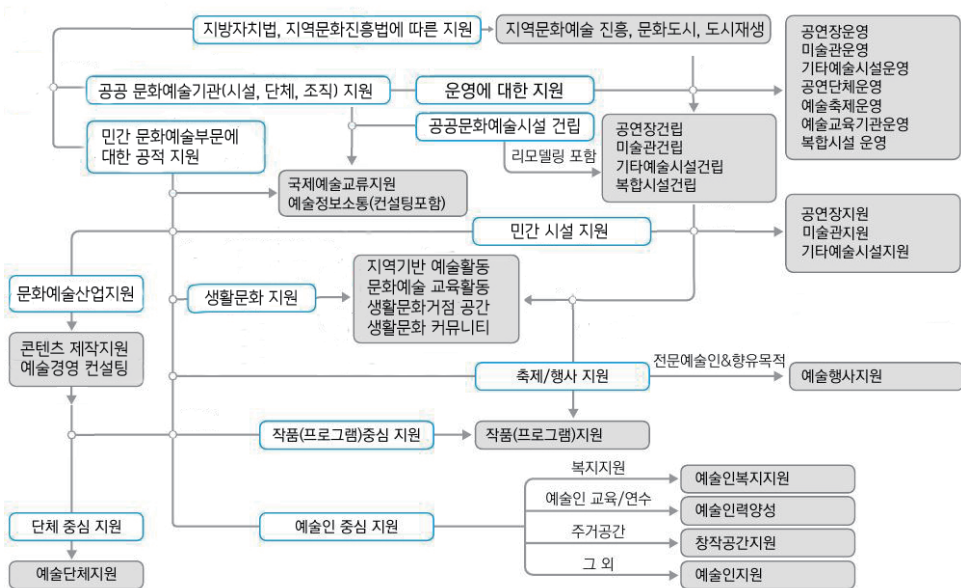 지방자치법, 지역문화진흥법에 따른 지원
지역문화예술 진흥, 문화도시, 도시재생
공연장운영
미술관운영
기타예술시설운영
공연단체운영
예술축제운영
예술교육기관운영
복합시설 운영
공공 문화예술기관(시설, 단체, 조직) 지원
운영에 대한 지원
공공문화예술시설 건립
리모델링 포함
공연장건립
미술관건립
기타예술시설건립
복합시설건립
민간 문화예술부문에
대한 공적 지원
국제예술교류지원
예술정보소통(컨설팅포함)
민간 시설 지원
공연장지원
미술관지원
기타예술시설지원
문화예술산업지원
생활문화 지원
지역기반 예술활동
문화예술 교육활동
생활문화거점 공간
생활문화 커뮤니티
콘텐츠 제작지원
예술경영 컨설팅
축제/행사 지원
전문예술인&향유목적
예술행사지원
작품(프로그램)중심 지원
작품(프로그램)지원
단체 중심 지원
예술단체지원
예술인 중심 지원
복지지원
예술인복지지원
예술인 교육/연수
예술인력양성
주거공간
창작공간지원
그 외
예술인지원